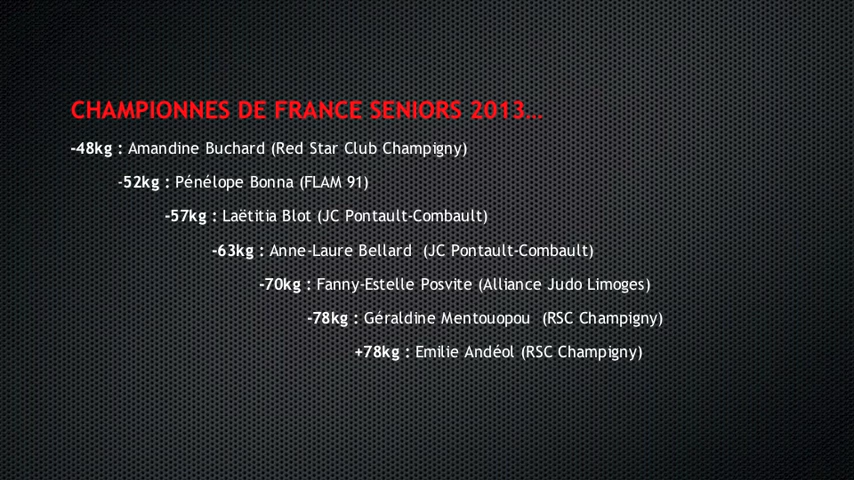 CHAMPIONNES DE FRANCE SENIORS 2013…
-48kg : Amandine Buchard (Red Star Club Champigny)
-52kg : Pénélope Bonna (FLAM 91)
-57kg : Laëtitia Blot (JC Pontault-Combault)
-63kg : Anne-Laure Bellard  (JC Pontault-Combault)
-70kg : Fanny-Estelle Posvite (Alliance Judo Limoges)
-78kg : Géraldine Mentouopou  (RSC Champigny)
+78kg : Emilie Andéol (RSC Champigny)